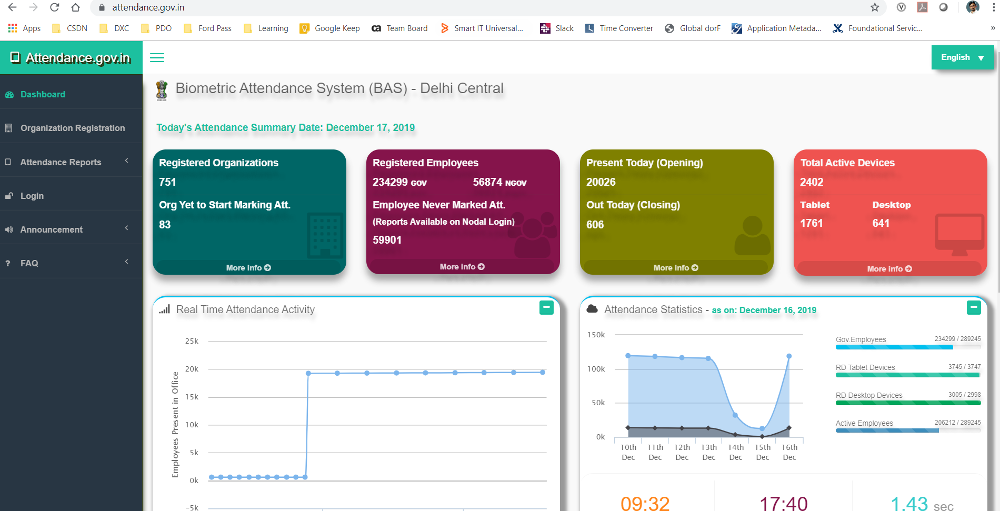 attendance.gov.in
Apps CSDN DXC PDO Ford Pass Learning Google Keep Team Board Smart IT Universal... Slack Time Converter Global dorF Application Metada... Foundational Servic... »
Attendance.gov.in
English
Dashboard
Organization Registration
Attendance Reports
Login
Announcement
FAQ
Biometric Attendance System (BAS) - Delhi Central
Today's Attendance Summary Date: December 17, 2019
Registered Organizations
751
Org Yet to Start Marking Att.
83
More info
Registered Employees
234299 GOV 56874 NGOV
Employee Never Marked Att.
(Reports Available on Nodal Login)
59901
More info
Present Today (Opening)
20026
Out Today (Closing)
606
More info
Total Active Devices
2402
Tablet Desktop
1761 641
More info
Real Time Attendance Activity
Employees Present in Office
25k
20k
15k
10k
5k
0k
-5k
Attendance Statistics - as on: December 16, 2019
150k
100k
50k
0k
10th 11th 12th 13th 14th 15th 16th
Dec Dec Dec Dec Dec Dec Dec
Gov.Employees 234299 / 289245
RD Tablet Devices 3745 / 3747
RD Desktop Devices 3005 / 2998
Active Employees 206212 / 289245
09:32 17:40 1.43 sec